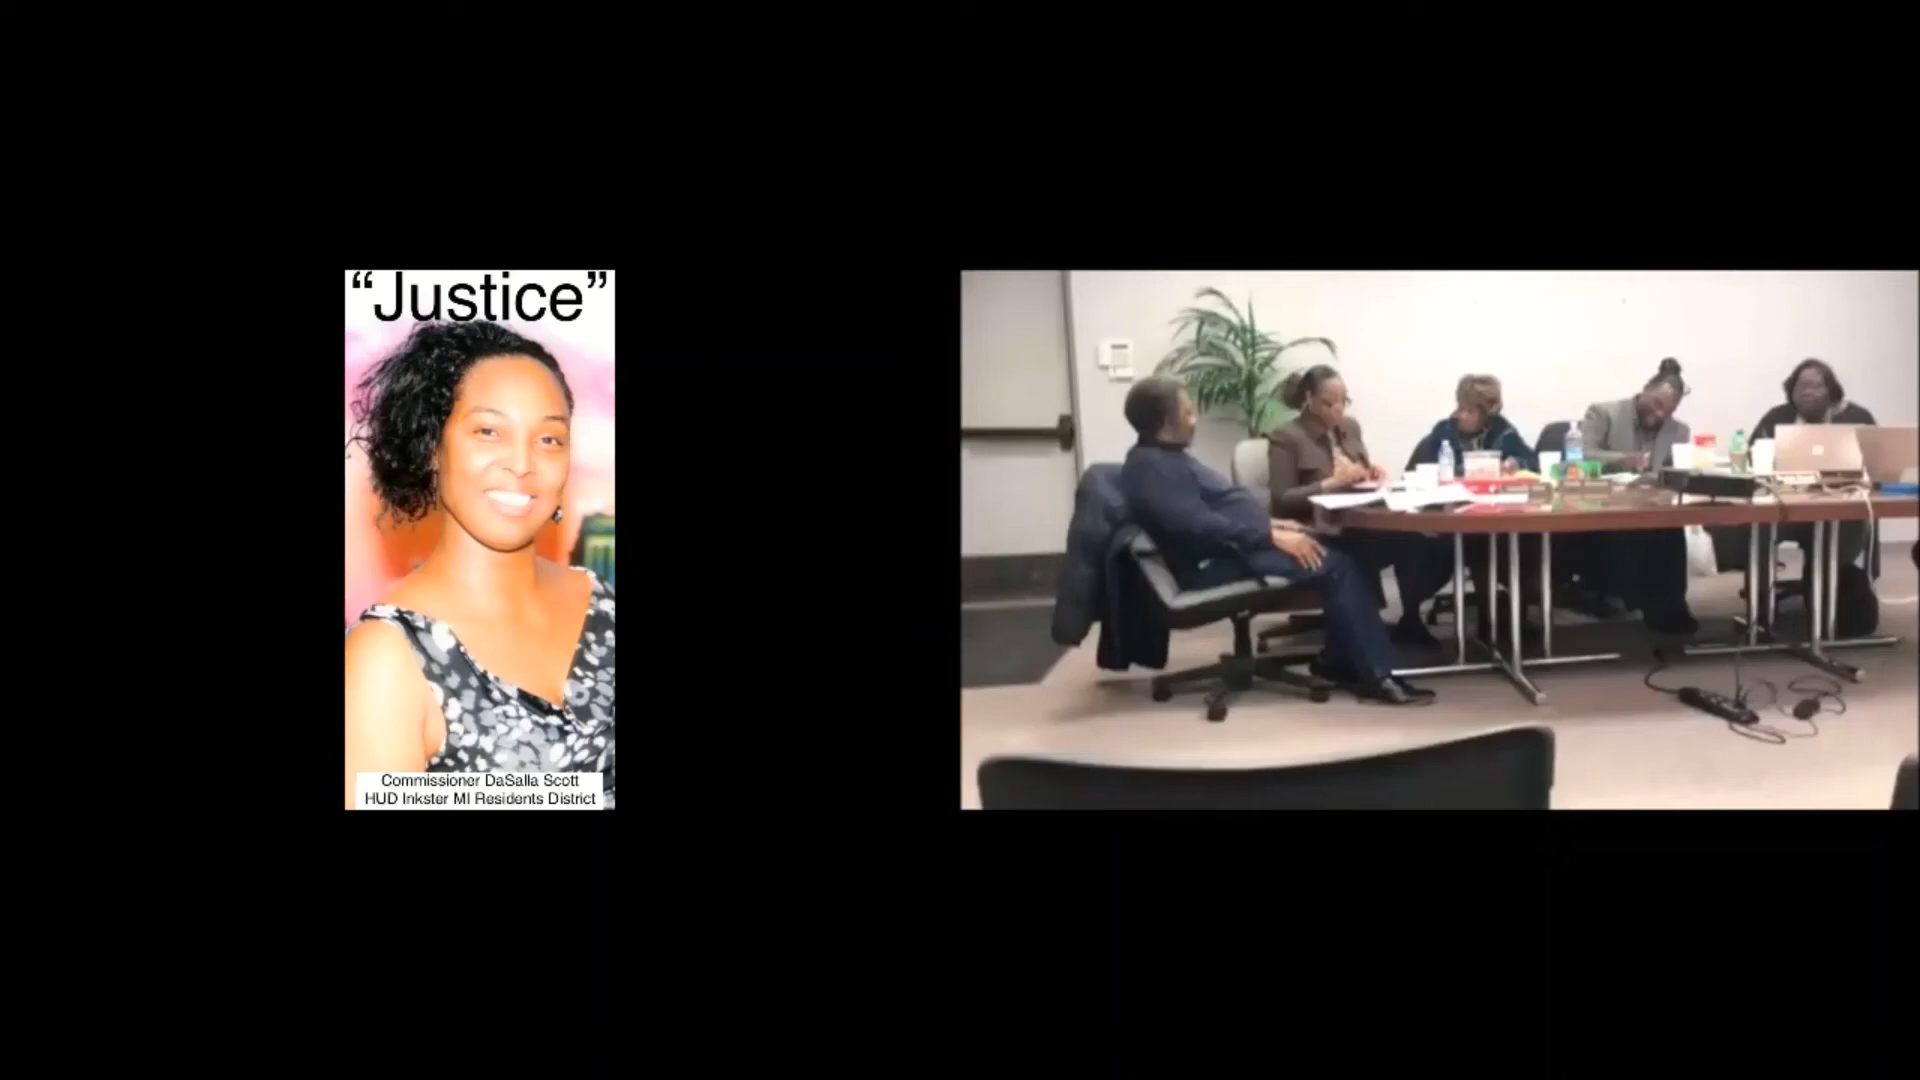 “Justice”
Commissioner DaSalla Scott
HUD Inkster MI Residents District